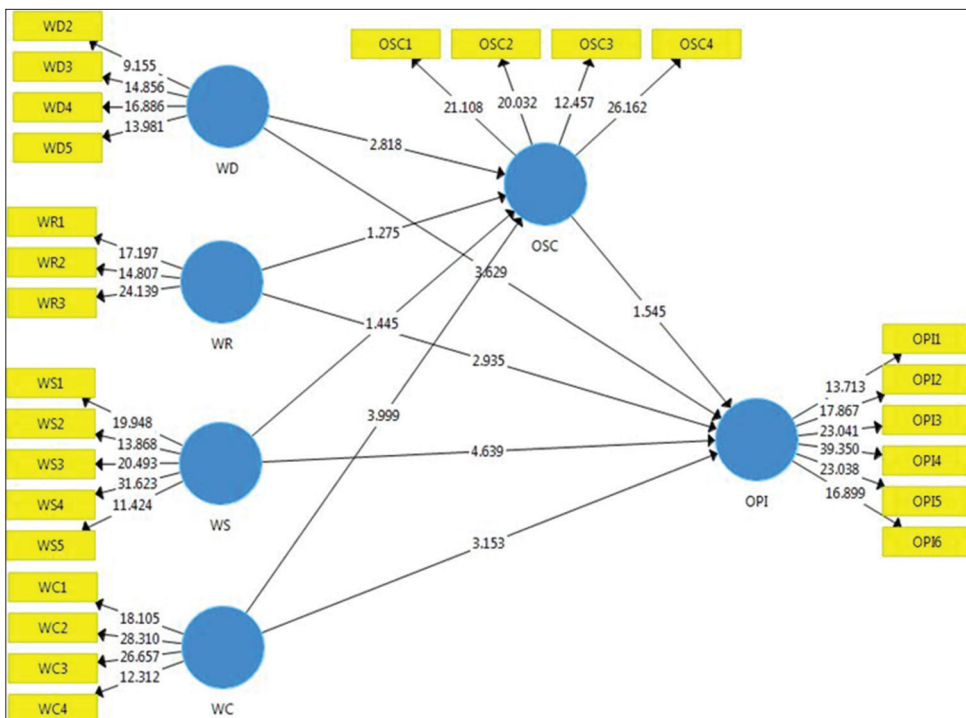 WD2
WD3
WD4
WD5
9.155
14.856
16.886
13.981
WD
OSC1
OSC2
OSC3
OSC4
21.108
20.032
12.457
26.162
OSC
2.818
3.629
WR1
WR2
WR3
17.197
14.807
24.139
WR
1.275
2.935
1.545
WS1
WS2
WS3
WS4
WS5
19.948
13.868
20.493
31.623
11.424
WS
1.445
4.639
WC1
WC2
WC3
WC4
18.105
28.310
26.657
12.312
WC
3.999
3.153
OPI1
OPI2
OPI3
OPI4
OPI5
OPI6
13.713
17.867
23.041
39.350
23.038
16.899
OPI